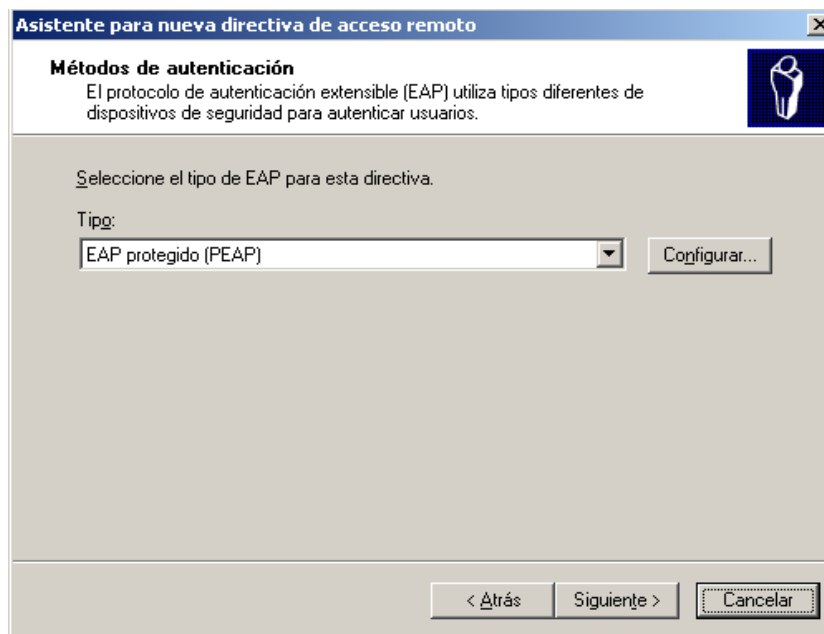 Asistente para nueva directiva de acceso remoto
Métodos de autenticación
El protocolo de autenticación extensible (EAP) utiliza tipos diferentes de
dispositivos de seguridad para autenticar usuarios.
Seleccione el tipo de EAP para esta directiva.
Tipo:
EAP protegido (PEAP)
Configurar...
< Atrás
Siguiente >
Cancelar